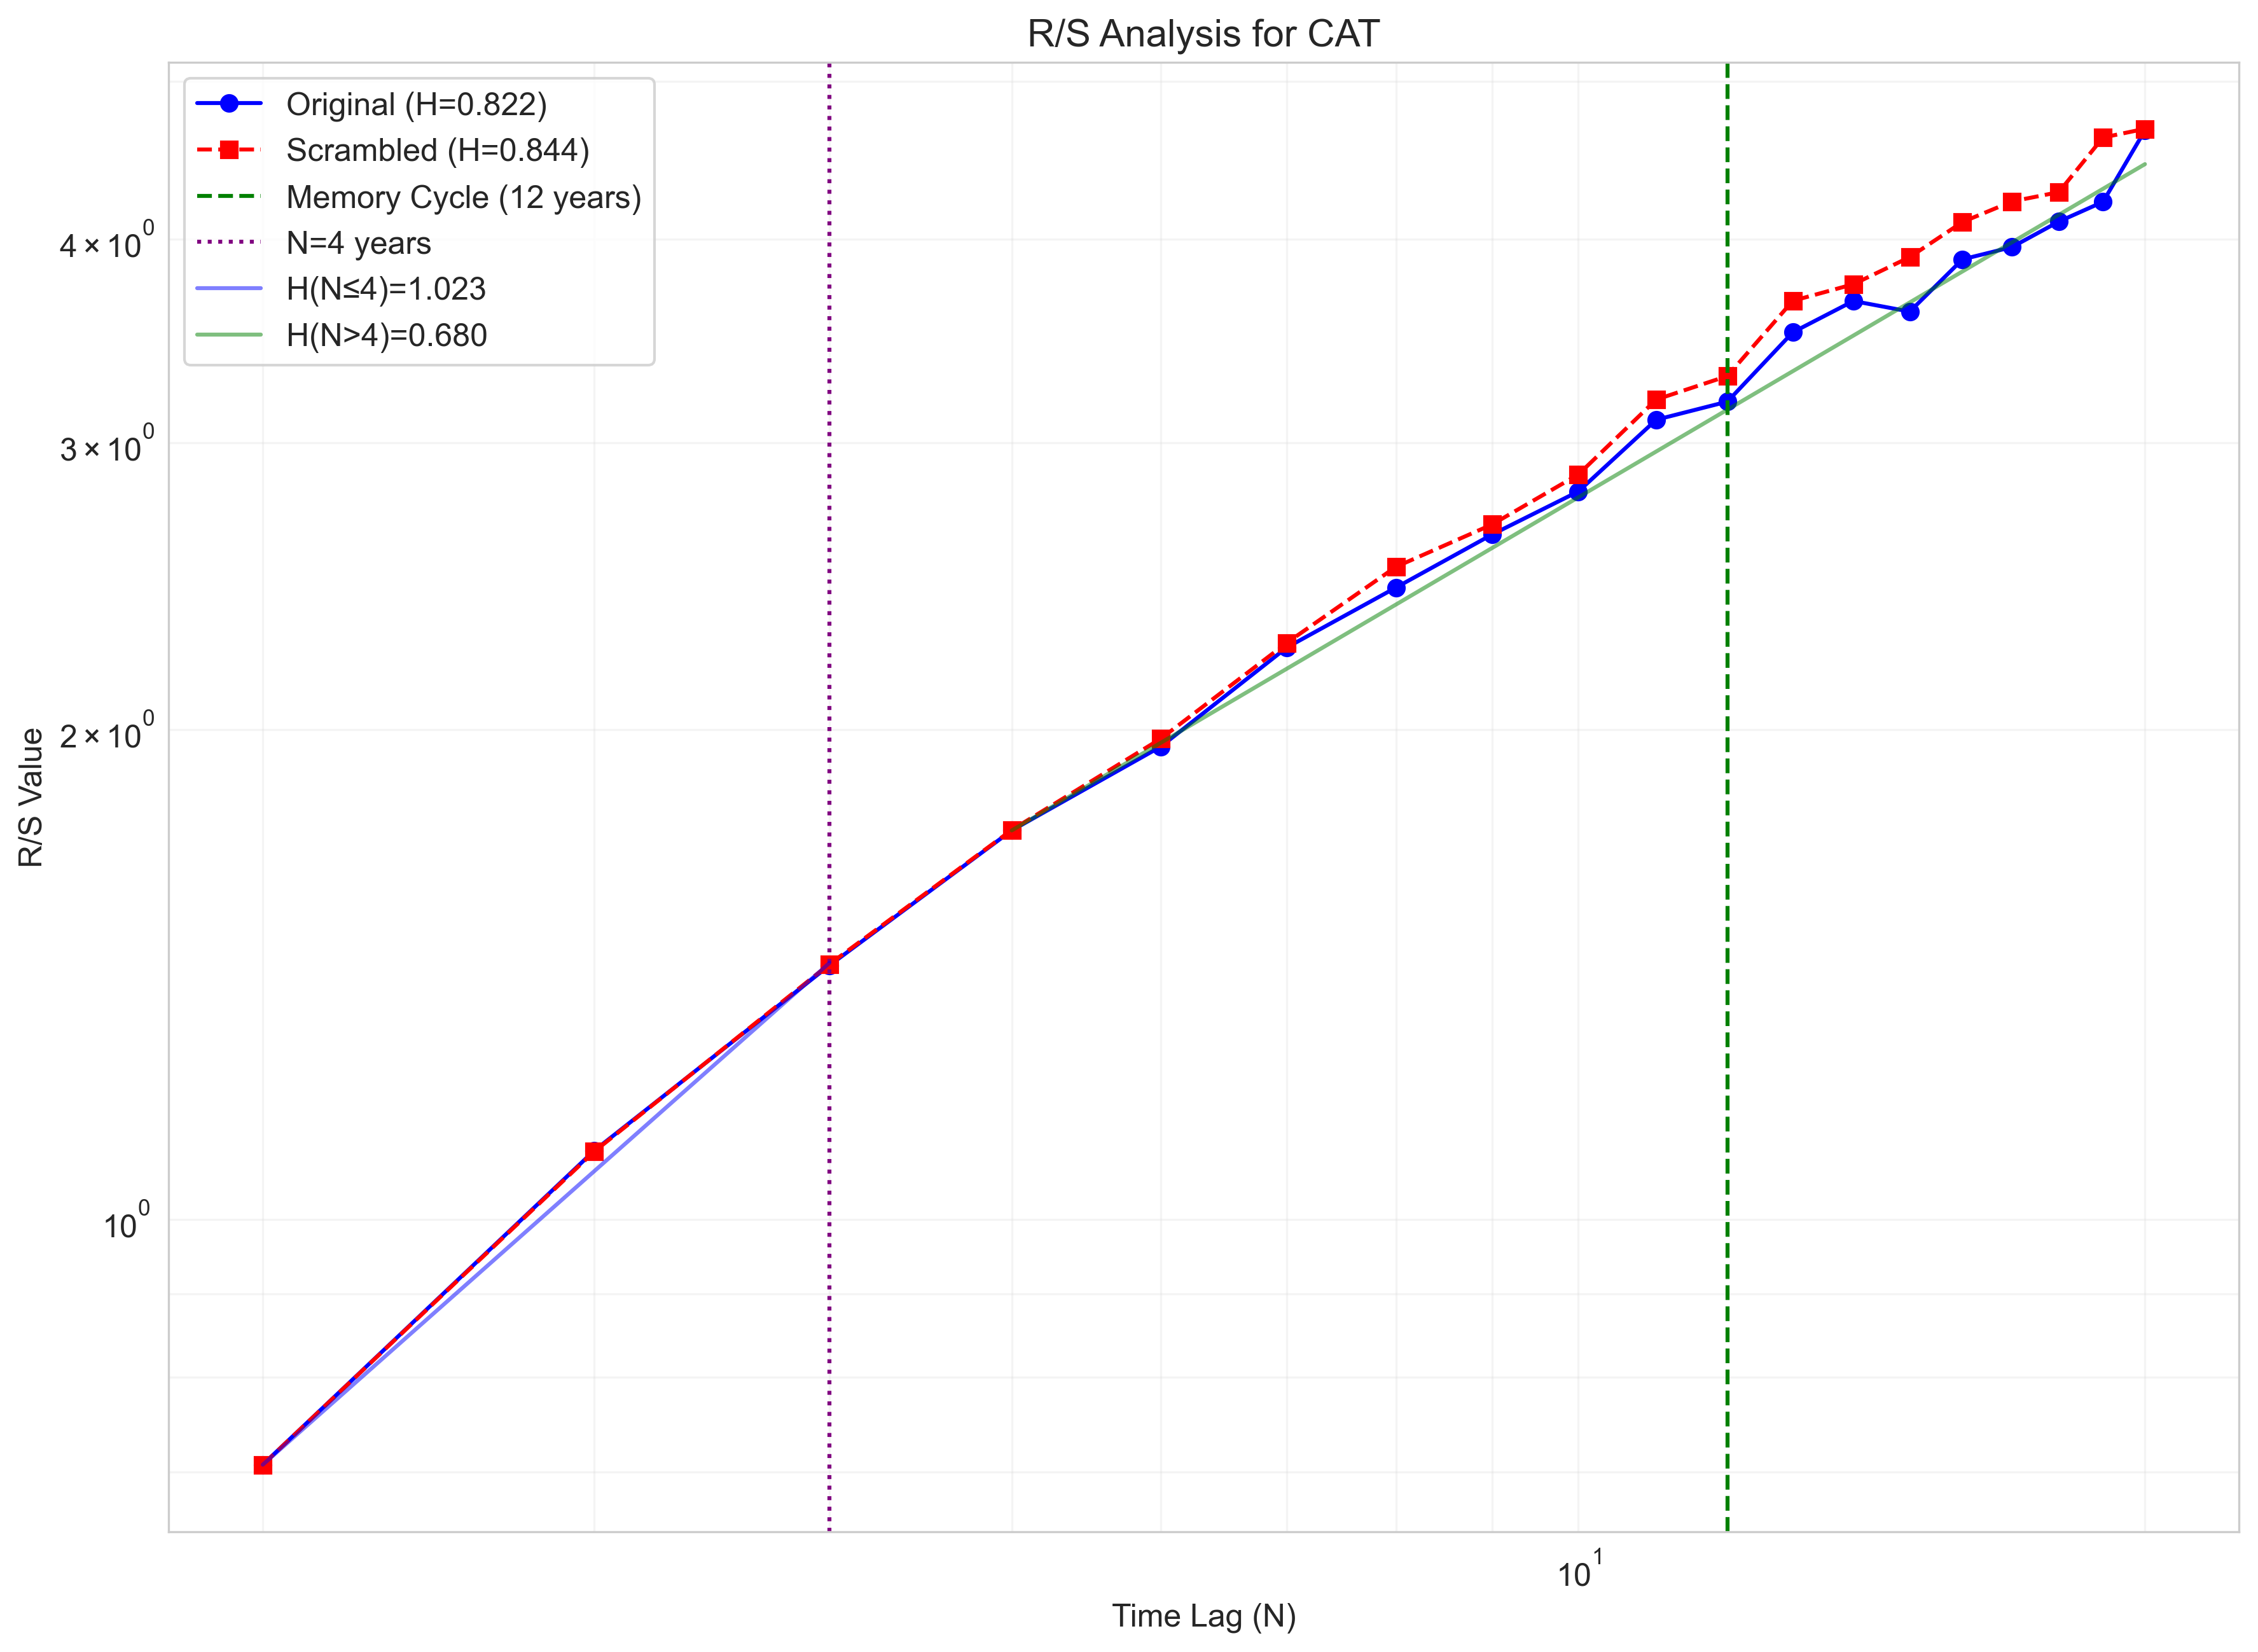 R/S Analysis for CAT
Original (H=0.822)
Scrambled (H=0.844)
Memory Cycle (12 years)
N=4 years
H(N≤4)=1.023
H(N>4)=0.680
4 × 10⁰
3 × 10⁰
2 × 10⁰
10⁰
R/S Value
10¹
Time Lag (N)